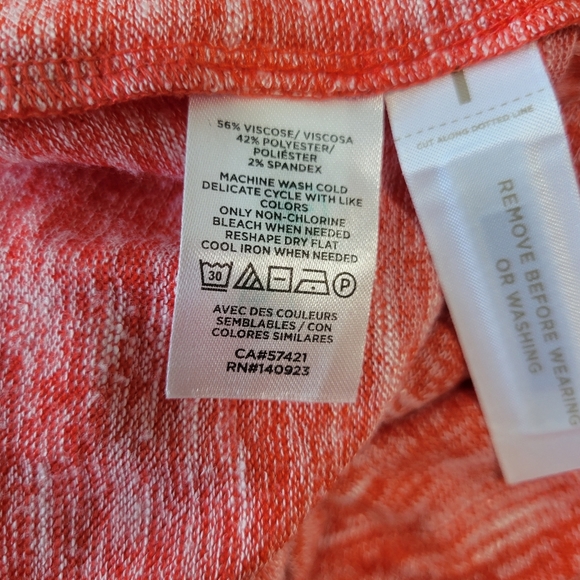 56% VISCOSE/ VISCOSA
42% POLYESTER/
POLIÉSTER
2% SPANDEX
MACHINE WASH COLD
DELICATE CYCLE WITH LIKE
COLORS
ONLY NON-CHLORINE
BLEACH WHEN NEEDED
RESHAPE DRY FLAT
COOL IRON WHEN NEEDED
30 P
AVEC DES COULEURS
SEMBLABLES / CON
COLORES SIMILARES
CA#57421
RN#140923
CUT ALONG DOTTED LINE
REMOVE BEFORE WEARING
OR WASHING